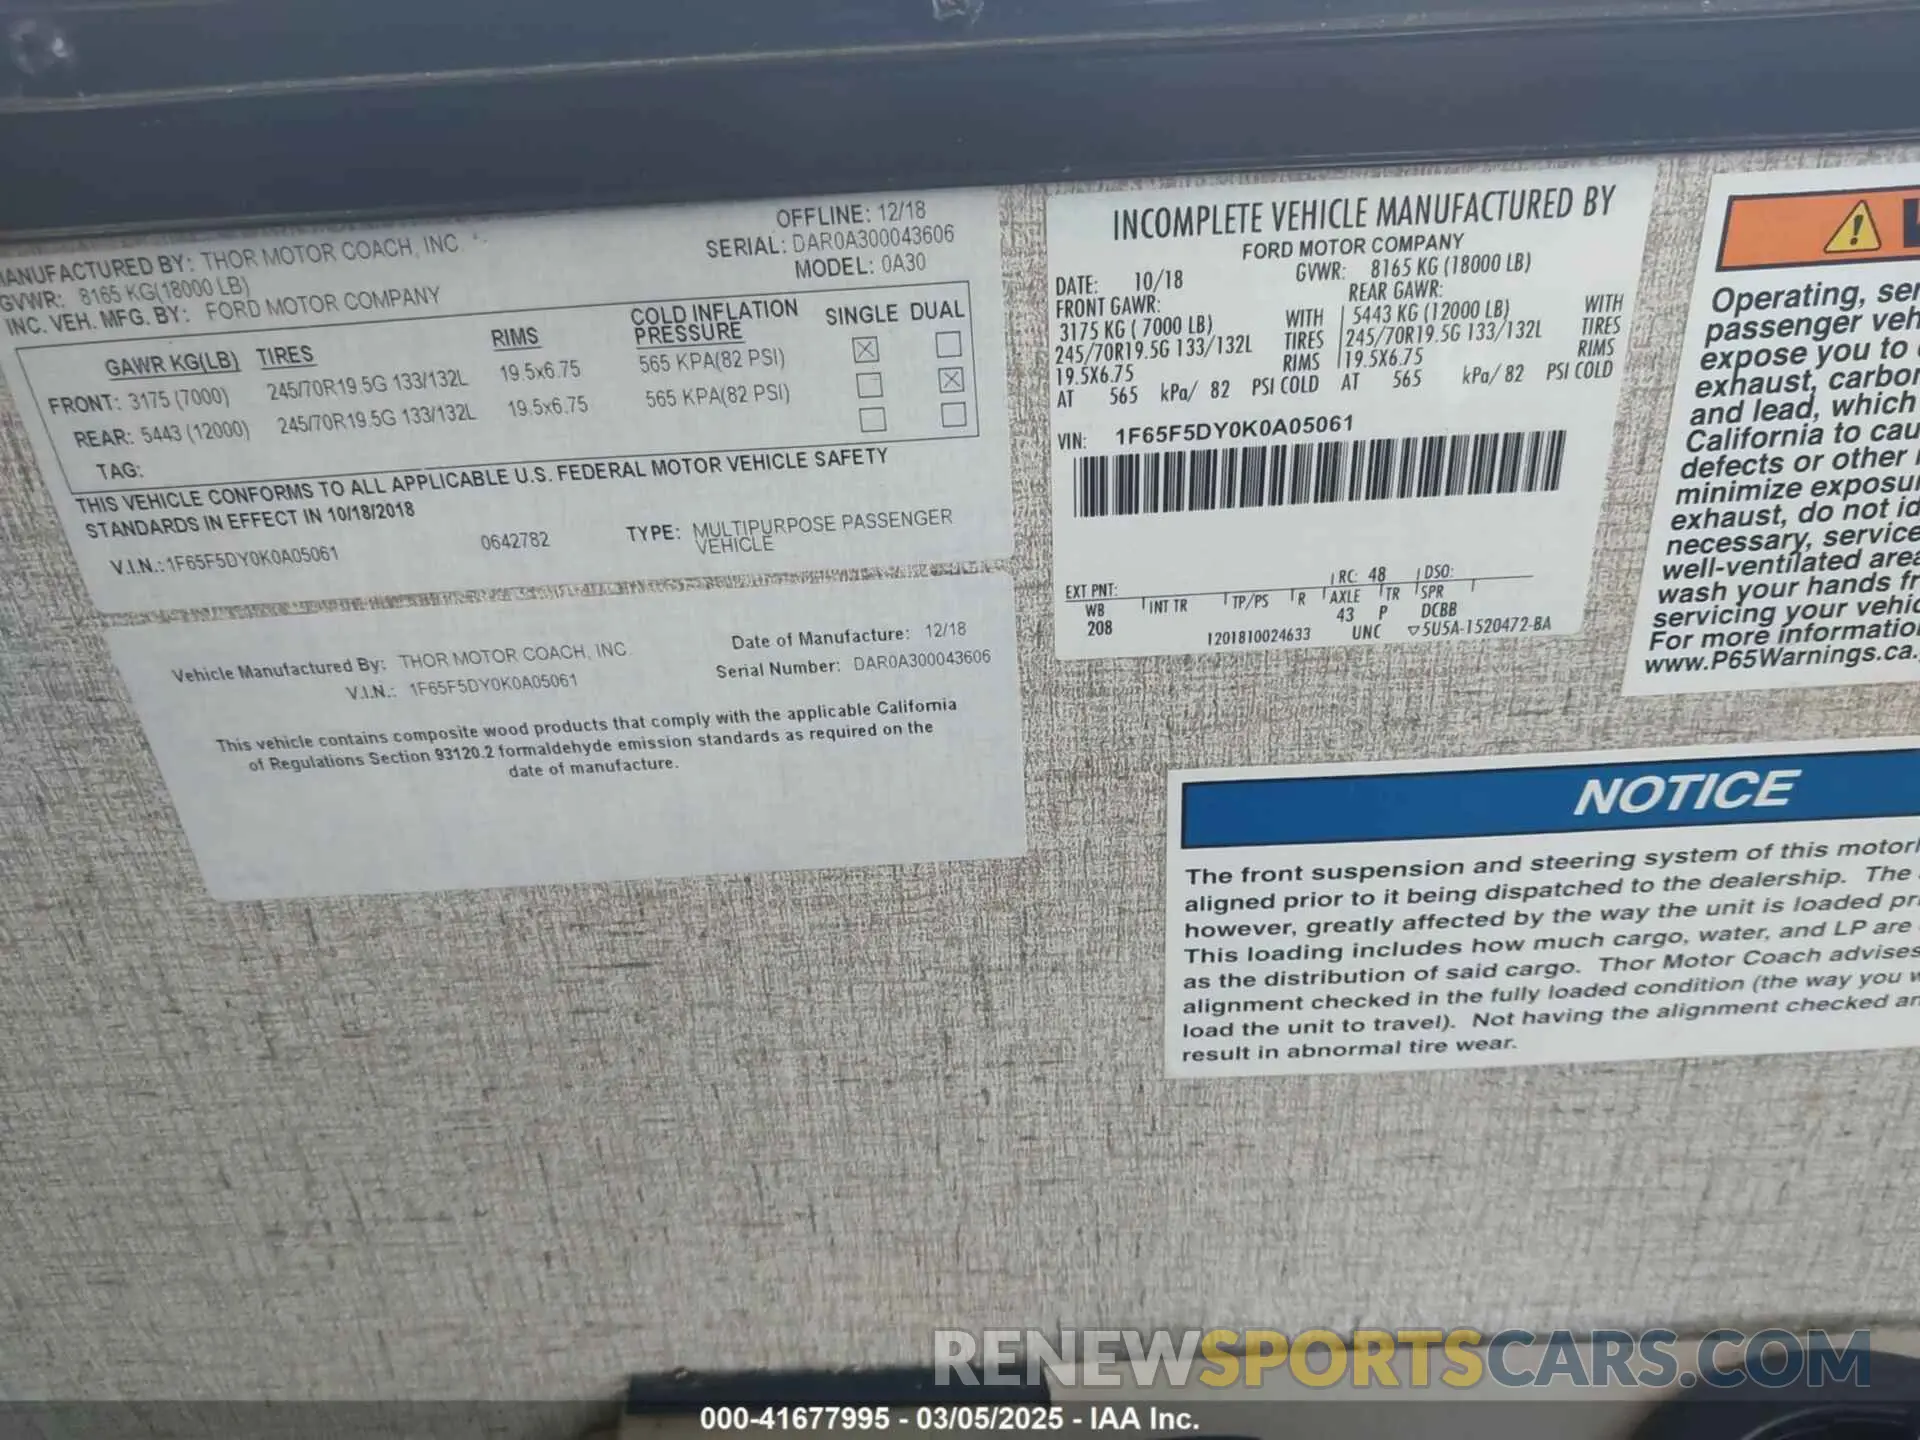 OFFLINE: 12/18
MANUFACTURED BY: THOR MOTOR COACH, INC.
SERIAL: DAR0A300043606
GVWR: 8165 KG(18000 LB)
MODEL: 0A30
INC. VEH. MFG. BY: FORD MOTOR COMPANY
GAWR KG(LB) TIRES RIMS COLD INFLATION PRESSURE SINGLE DUAL
FRONT: 3175 (7000) 245/70R19.5G 133/132L 19.5x6.75 565 KPA(82 PSI)
REAR: 5443 (12000) 245/70R19.5G 133/132L 19.5x6.75 565 KPA(82 PSI)
TAG:
THIS VEHICLE CONFORMS TO ALL APPLICABLE U.S. FEDERAL MOTOR VEHICLE SAFETY
STANDARDS IN EFFECT IN 10/18/2018
V.I.N.: 1F65F5DY0K0A05061 0642782 TYPE: MULTIPURPOSE PASSENGER
VEHICLE
Vehicle Manufactured By: THOR MOTOR COACH, INC. Date of Manufacture: 12/18
V.I.N.: 1F65F5DY0K0A05061 Serial Number: DAR0A300043606
This vehicle contains composite wood products that comply with the applicable California
of Regulations Section 93120.2 formaldehyde emission standards as required on the
date of manufacture.
INCOMPLETE VEHICLE MANUFACTURED BY
FORD MOTOR COMPANY
DATE: 10/18 GVWR: 8165 KG (18000 LB)
FRONT GAWR: REAR GAWR:
3175 KG ( 7000 LB) WITH 5443 KG (12000 LB) WITH
245/70R19.5G 133/132L TIRES 245/70R19.5G 133/132L TIRES
19.5X6.75 RIMS 19.5X6.75 RIMS
AT 565 kPa/ 82 PSI COLD AT 565 kPa/ 82 PSI COLD
VIN: 1F65F5DY0K0A05061
EXT PNT: RC: 48 DSO:
WB INT TR TP/PS R AXLE TR SPR
208 43 P DCBB
1201810024633 UNC ▽5U5A-1520472-BA
Operating, ser
passenger veh
expose you to
exhaust, carbon
and lead, which
California to cau
defects or other
minimize exposu
exhaust, do not id
necessary, service
well-ventilated area
wash your hands fr
servicing your vehic
For more information
www.P65Warnings.ca.
NOTICE
The front suspension and steering system of this motorh
aligned prior to it being dispatched to the dealership. The
however, greatly affected by the way the unit is loaded pri
This loading includes how much cargo, water, and LP are
as the distribution of said cargo. Thor Motor Coach advises
alignment checked in the fully loaded condition (the way you w
load the unit to travel). Not having the alignment checked an
result in abnormal tire wear.
RENEWSPORTSCARS.COM
000-41677995 - 03/05/2025 - IAA Inc.